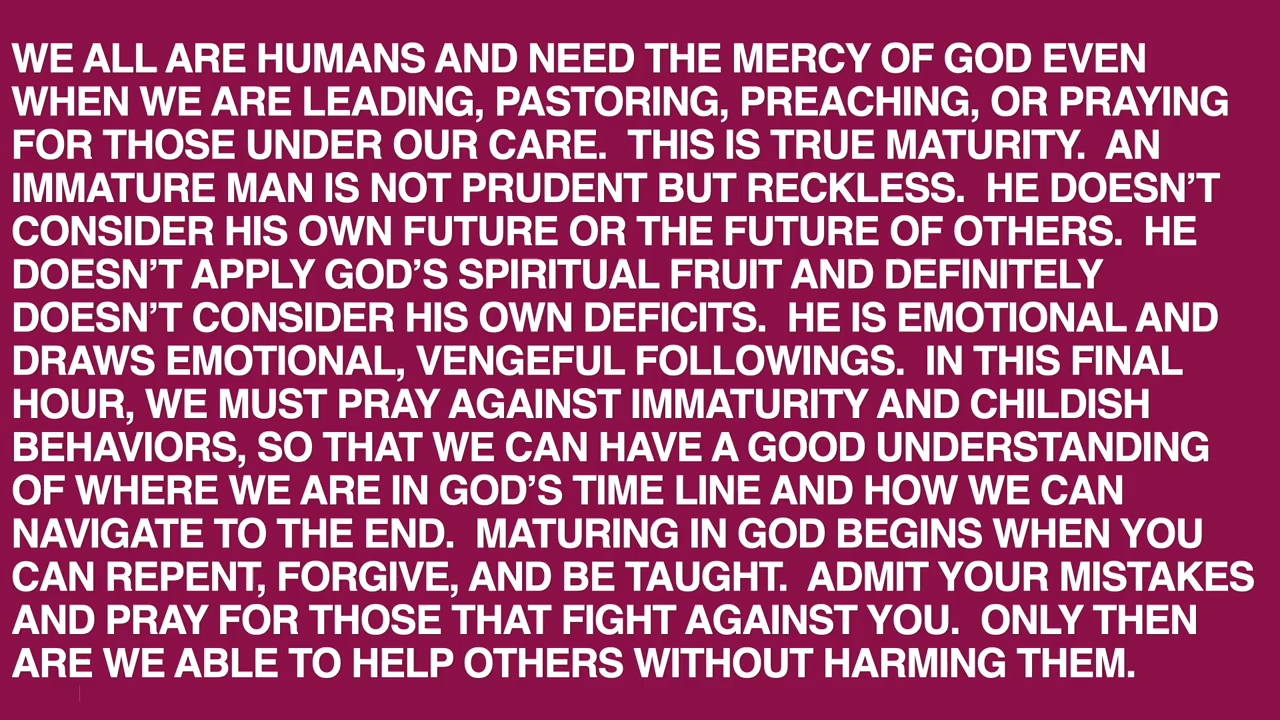 WE ALL ARE HUMANS AND NEED THE MERCY OF GOD EVEN
WHEN WE ARE LEADING, PASTORING, PREACHING, OR PRAYING
FOR THOSE UNDER OUR CARE.  THIS IS TRUE MATURITY.  AN
IMMATURE MAN IS NOT PRUDENT BUT RECKLESS.  HE DOESN’T
CONSIDER HIS OWN FUTURE OR THE FUTURE OF OTHERS.  HE
DOESN’T APPLY GOD’S SPIRITUAL FRUIT AND DEFINITELY
DOESN’T CONSIDER HIS OWN DEFICITS.  HE IS EMOTIONAL AND
DRAWS EMOTIONAL, VENGEFUL FOLLOWINGS.  IN THIS FINAL
HOUR, WE MUST PRAY AGAINST IMMATURITY AND CHILDISH
BEHAVIORS, SO THAT WE CAN HAVE A GOOD UNDERSTANDING
OF WHERE WE ARE IN GOD’S TIME LINE AND HOW WE CAN
NAVIGATE TO THE END.  MATURING IN GOD BEGINS WHEN YOU
CAN REPENT, FORGIVE, AND BE TAUGHT.  ADMIT YOUR MISTAKES
AND PRAY FOR THOSE THAT FIGHT AGAINST YOU.  ONLY THEN
ARE WE ABLE TO HELP OTHERS WITHOUT HARMING THEM.